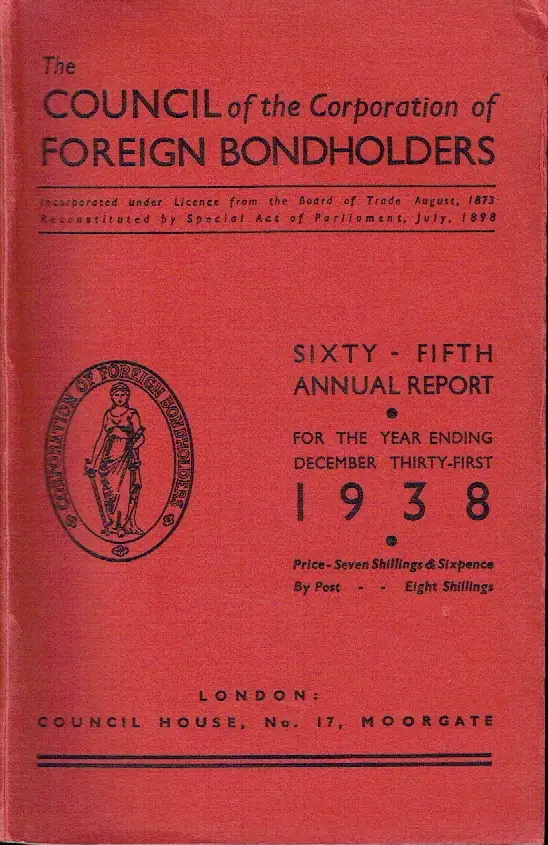 The
COUNCIL of the Corporation of
FOREIGN BONDHOLDERS
Incorporated under Licence from the Board of Trade August, 1873
Reconstituted by Special Act of Parliament, July, 1898
CORPORATION OF FOREIGN BONDHOLDERS
SIXTY - FIFTH
ANNUAL REPORT
FOR THE YEAR ENDING
DECEMBER THIRTY-FIRST
1938
Price - Seven Shillings & Sixpence
By Post - - Eight Shillings
LONDON:
COUNCIL HOUSE, No. 17, MOORGATE